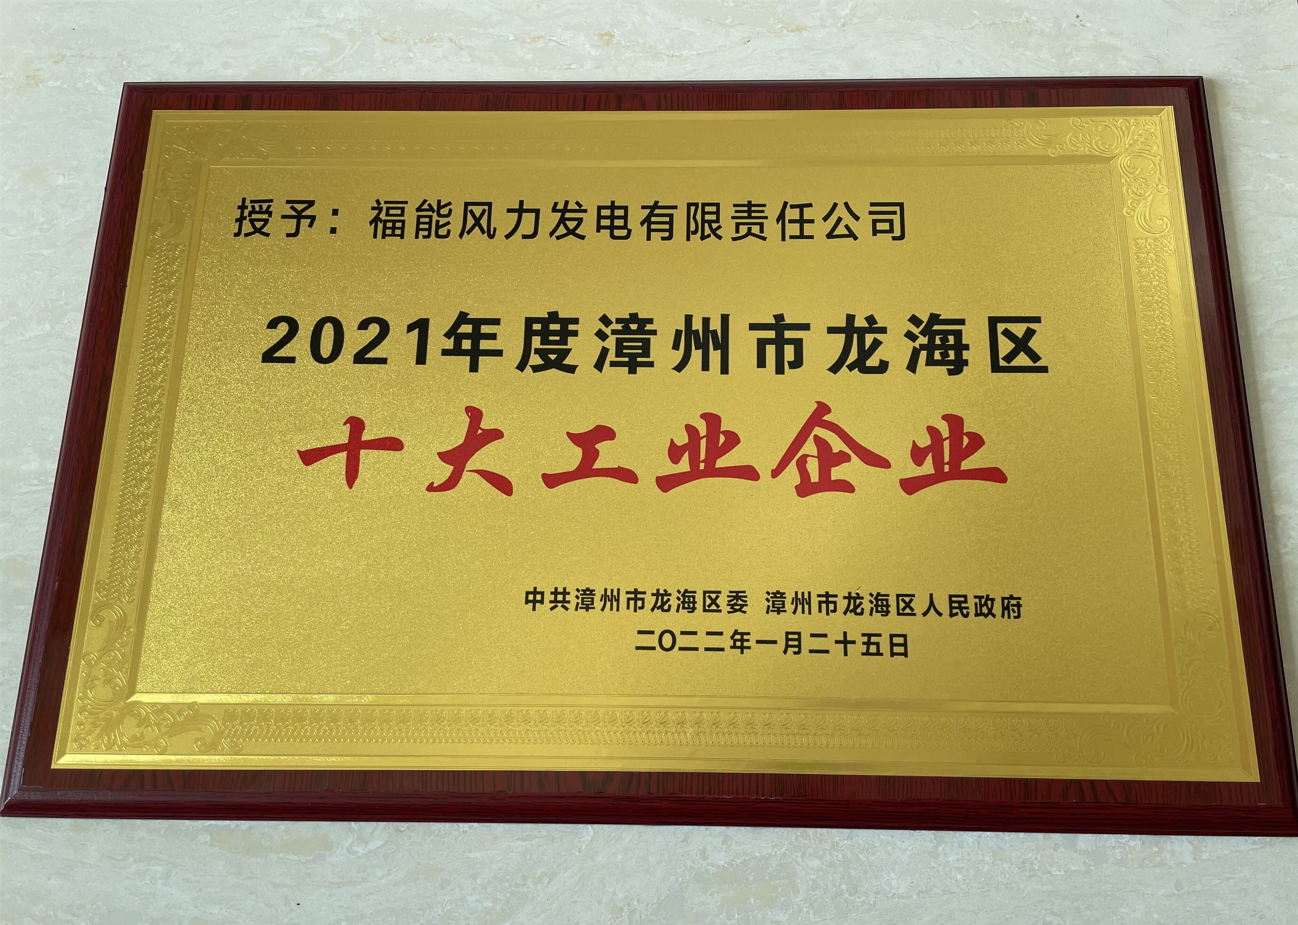 授予：福能风力发电有限责任公司
2021年度漳州市龙海区
十大工业企业
中共漳州市龙海区委 漳州市龙海区人民政府
二〇二二年一月二十五日